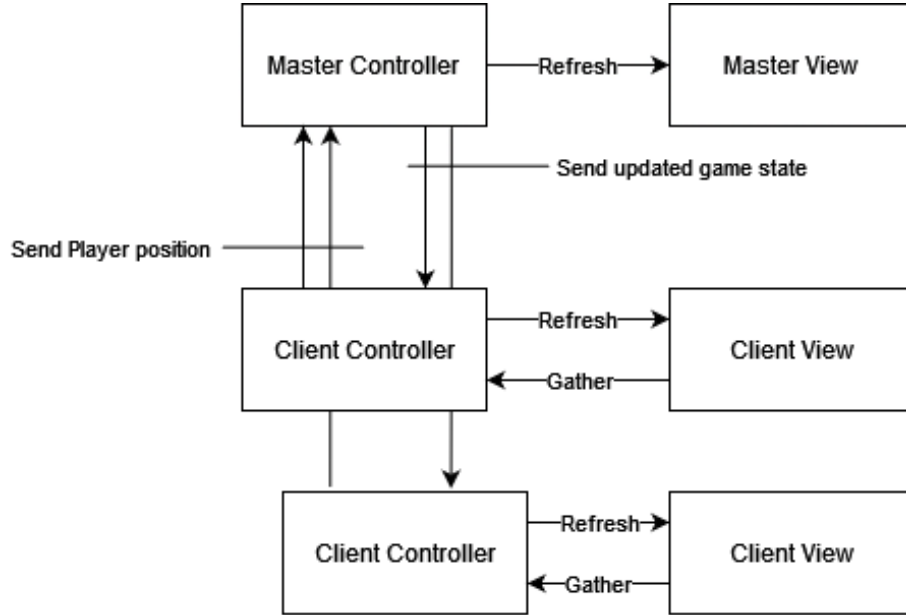 Master Controller
Refresh
Master View
Send updated game state
Send Player position
Client Controller
Refresh
Client View
Gather
Client Controller
Refresh
Client View
Gather